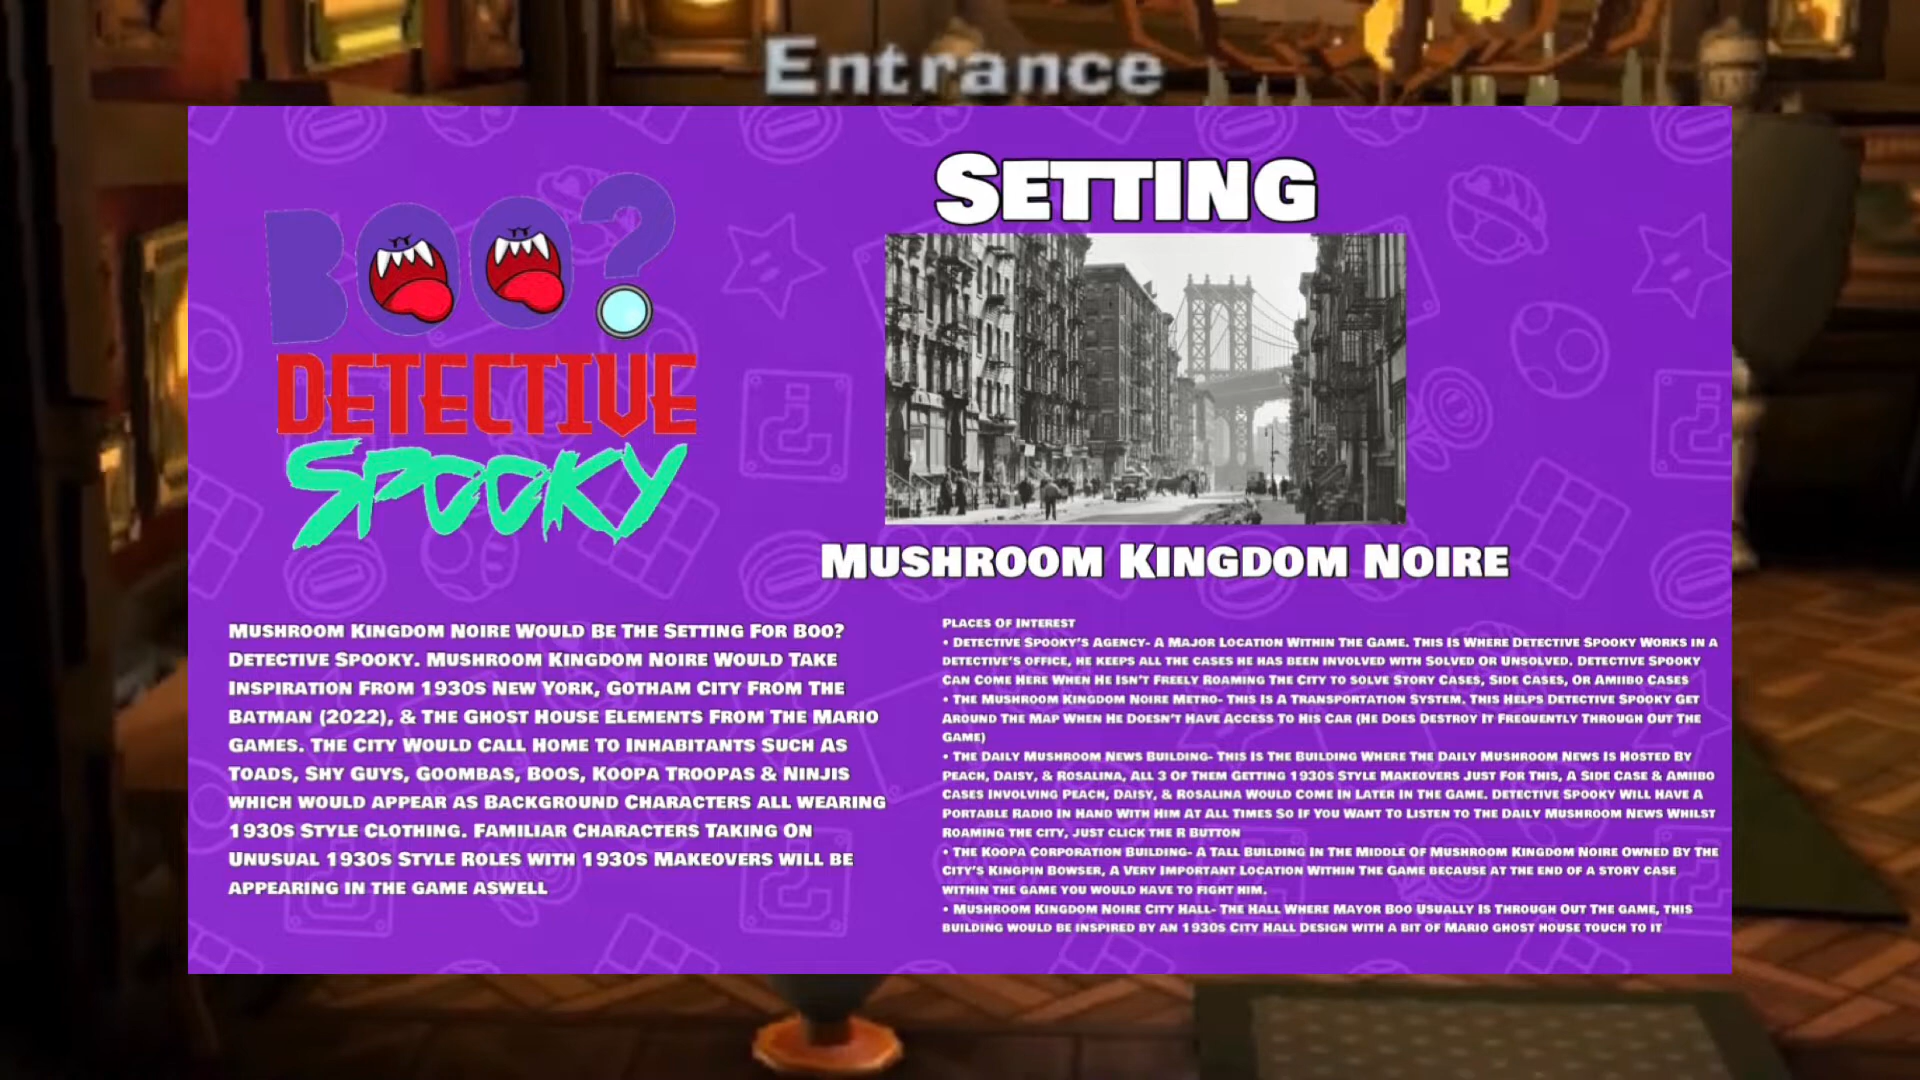 Entrance
BOO?
DETECTIVE
SPOOKY
SETTING
MUSHROOM KINGDOM NOIRE
MUSHROOM KINGDOM NOIRE WOULD BE THE SETTING FOR BOO?
DETECTIVE SPOOKY. MUSHROOM KINGDOM NOIRE WOULD TAKE
INSPIRATION FROM 1930S NEW YORK, GOTHAM CITY FROM THE
BATMAN (2022), & THE GHOST HOUSE ELEMENTS FROM THE MARIO
GAMES. THE CITY WOULD CALL HOME TO INHABITANTS SUCH AS
TOADS, SHY GUYS, GOOMBAS, BOOS, KOOPA TROOPAS & NINJIS
WHICH WOULD APPEAR AS BACKGROUND CHARACTERS ALL WEARING
1930S STYLE CLOTHING. FAMILIAR CHARACTERS TAKING ON
UNUSUAL 1930S STYLE ROLES WITH 1930S MAKEOVERS WILL BE
APPEARING IN THE GAME ASWELL
PLACES OF INTEREST
• DETECTIVE SPOOKY'S AGENCY- A MAJOR LOCATION WITHIN THE GAME. THIS IS WHERE DETECTIVE SPOOKY WORKS IN A
DETECTIVE'S OFFICE, HE KEEPS ALL THE CASES HE HAS BEEN INVOLVED WITH SOLVED OR UNSOLVED. DETECTIVE SPOOKY
CAN COME HERE WHEN HE ISN'T FREELY ROAMING THE CITY TO SOLVE STORY CASES, SIDE CASES, OR AMIIBO CASES
• THE MUSHROOM KINGDOM NOIRE METRO- THIS IS A TRANSPORTATION SYSTEM. THIS HELPS DETECTIVE SPOOKY GET
AROUND THE MAP WHEN HE DOESN'T HAVE ACCESS TO HIS CAR (HE DOES DESTROY IT FREQUENTLY THROUGH OUT THE
GAME)
• THE DAILY MUSHROOM NEWS BUILDING- THIS IS THE BUILDING WHERE THE DAILY MUSHROOM NEWS IS HOSTED BY
PEACH, DAISY, & ROSALINA, ALL 3 OF THEM GETTING 1930S STYLE MAKEOVERS JUST FOR THIS, A SIDE CASE & AMIIBO
CASES INVOLVING PEACH, DAISY, & ROSALINA WOULD COME IN LATER IN THE GAME. DETECTIVE SPOOKY WILL HAVE A
PORTABLE RADIO IN HAND WITH HIM AT ALL TIMES SO IF YOU WANT TO LISTEN TO THE DAILY MUSHROOM NEWS WHILST
ROAMING THE CITY, JUST CLICK THE R BUTTON
• THE KOOPA CORPORATION BUILDING- A TALL BUILDING IN THE MIDDLE OF MUSHROOM KINGDOM NOIRE OWNED BY THE
CITY'S KINGPIN BOWSER, A VERY IMPORTANT LOCATION WITHIN THE GAME BECAUSE AT THE END OF A STORY CASE
WITHIN THE GAME YOU WOULD HAVE TO FIGHT HIM.
• MUSHROOM KINGDOM NOIRE CITY HALL- THE HALL WHERE MAYOR BOO USUALLY IS THROUGH OUT THE GAME, THIS
BUILDING WOULD BE INSPIRED BY AN 1930S CITY HALL DESIGN WITH A BIT OF MARIO GHOST HOUSE TOUCH TO IT